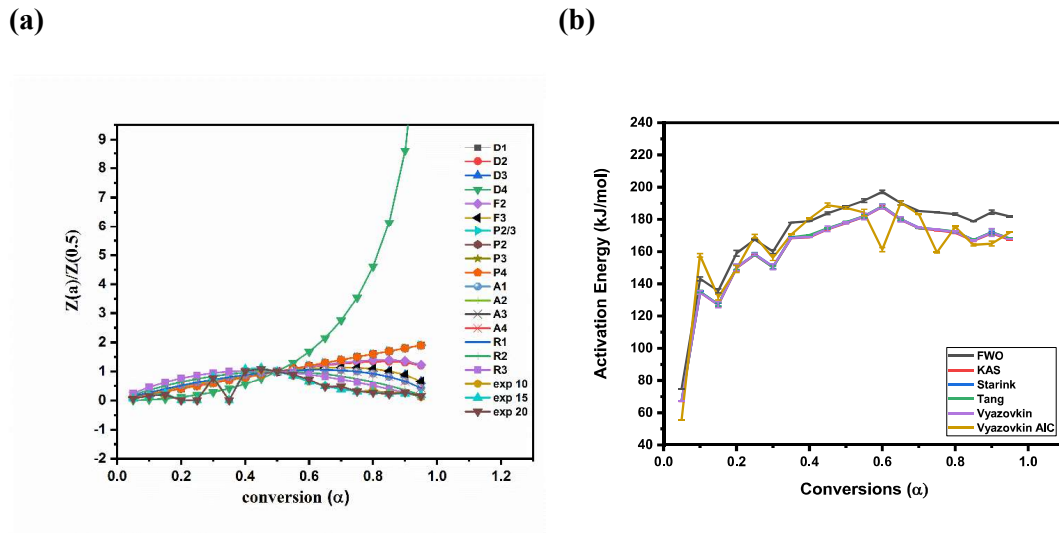 (a)
(b)
9
8
7
6
5
4
3
2
1
0
-1
-2
Z(a)/Z(0.5)
0.0 0.2 0.4 0.6 0.8 1.0 1.2
conversion (α)
D1
D2
D3
D4
F2
F3
P2/3
P2
P3
P4
A1
A2
A3
A4
R1
R2
R3
exp 10
exp 15
exp 20
240
220
200
180
160
140
120
100
80
60
40
Activation Energy (kJ/mol)
0.0 0.2 0.4 0.6 0.8 1.0
Conversions (α)
FWO
KAS
Starink
Tang
Vyazovkin
Vyazovkin AIC